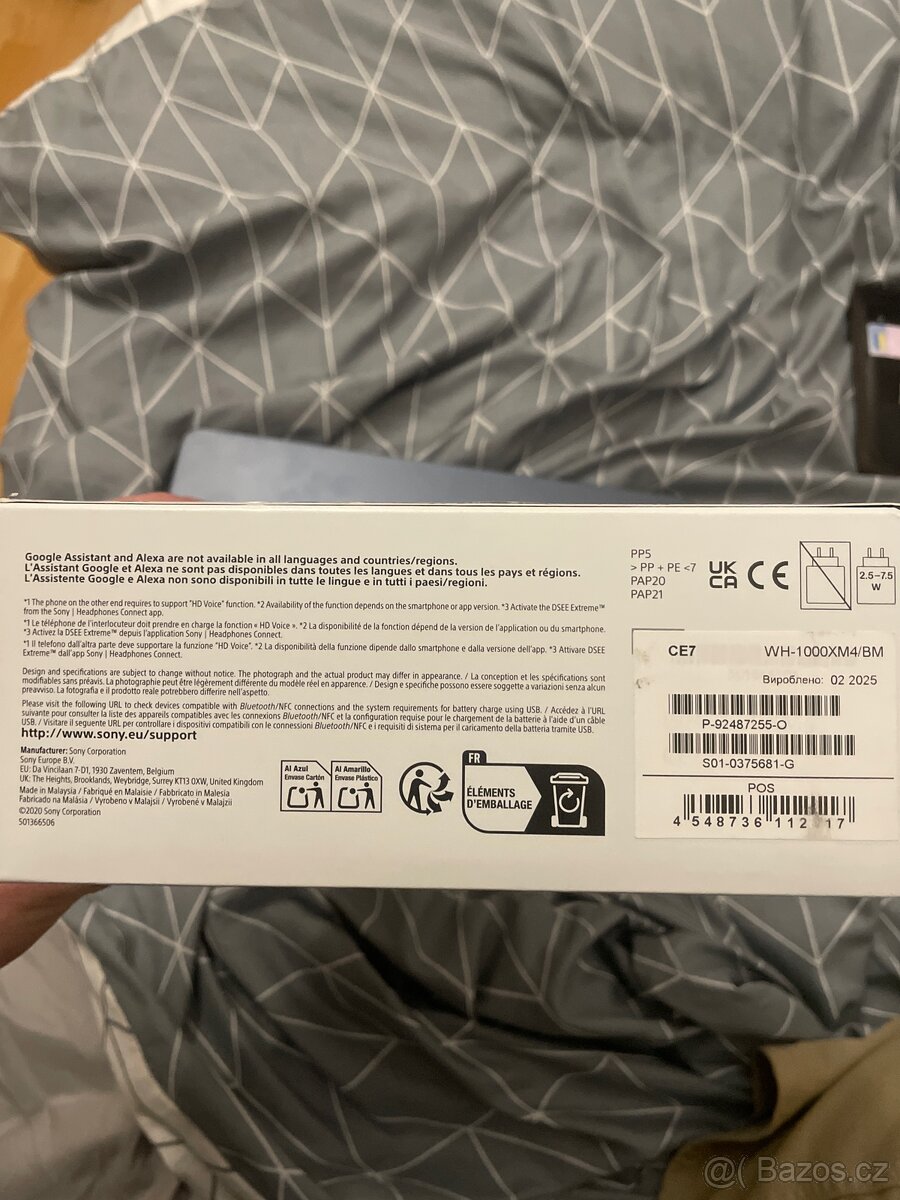 Google Assistant and Alexa are not available in all languages and countries/regions.
L'Assistant Google et Alexa ne sont pas disponibles dans toutes les langues et dans tous les pays et régions.
L'Assistente Google e Alexa non sono disponibili in tutte le lingue e in tutti i paesi/regioni.
*1 The phone on the other end requires to support "HD Voice" function. *2 Availability of the function depends on the smartphone or app version. *3 Activate the DSEE Extreme™
from the Sony | Headphones Connect app.
*1 Le téléphone de l'interlocuteur doit prendre en charge la fonction « HD Voice ». *2 La disponibilité de la fonction dépend de la version de l'application ou du smartphone.
*3 Activez la DSEE Extreme™ depuis l'application Sony | Headphones Connect.
*1 Il telefono dall'altra parte deve supportare la funzione "HD Voice". *2 La disponibilità della funzione dipende dallo smartphone e dalla versione dell'app. *3 Attivare DSEE
Extreme™ dall'app Sony | Headphones Connect.
Design and specifications are subject to change without notice. The photograph and the actual product may differ in appearance. / La conception et les spécifications sont
modifiables sans préavis. La photographie peut être légèrement différente du modèle réel en apparence. / Design e specifiche possono essere soggette a variazioni senza alcun
preavviso. La fotografia e il prodotto reale potrebbero differire nell'aspetto.
Please visit the following URL to check devices compatible with Bluetooth/NFC connections and the system requirements for battery charge using USB. / Accédez à l'URL
suivante pour consulter la liste des appareils compatibles avec les connexions Bluetooth/NFC et la configuration requise pour le chargement de la batterie à l'aide d'un câble
USB. / Visitare il seguente URL per controllare i dispositivi compatibili con le connessioni Bluetooth/NFC e i requisiti di sistema per il caricamento della batteria tramite USB.
http://www.sony.eu/support
Manufacturer: Sony Corporation
Sony Europe B.V.
EU: Da Vincilaan 7-D1, 1930 Zaventem, Belgium
UK: The Heights, Brooklands, Weybridge, Surrey KT13 0XW, United Kingdom
Made in Malaysia / Fabriqué en Malaisie / Fabbricato in Malesia
Fabricado na Malásia / Vyrobeno v Malajsii / Vyrobené v Malajzii
©2020 Sony Corporation
501366506
Al Azul
Envase Cartón
Al Amarillo
Envase Plástico
FR
ÉLÉMENTS
D'EMBALLAGE
PP5
> PP + PE <7
PAP20
PAP21
UK
CA
CE
2.5–7.5
W
CE7
WH-1000XM4/BM
Вироблено: 02 2025
P-92487255-O
S01-0375681-G
POS
4 548736 112 17
@( Bazos.cz